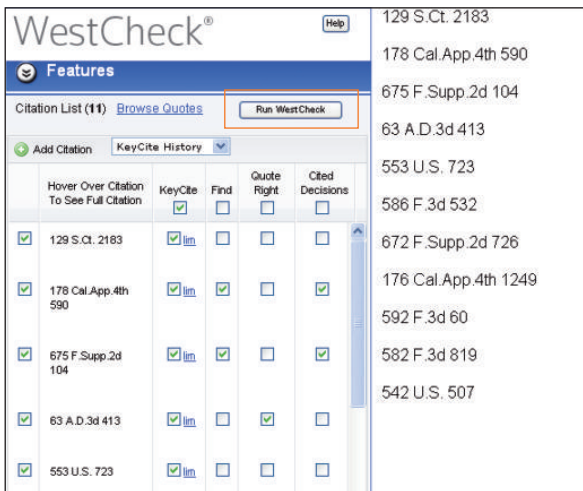 WestCheck®
Help
Features
Citation List (11) Browse Quotes Run WestCheck
Add Citation KeyCite History
Hover Over Citation
To See Full Citation
KeyCite
Find
Quote
Right
Cited
Decisions
129 S.Ct. 2183 lim
178 Cal.App.4th
590
lim
675 F.Supp.2d
104
lim
63 A.D.3d 413 lim
553 U.S. 723 lim
129 S.Ct. 2183
178 Cal.App.4th 590
675 F.Supp.2d 104
63 A.D.3d 413
553 U.S. 723
586 F.3d 532
672 F.Supp.2d 726
176 Cal.App.4th 1249
592 F.3d 60
582 F.3d 819
542 U.S. 507